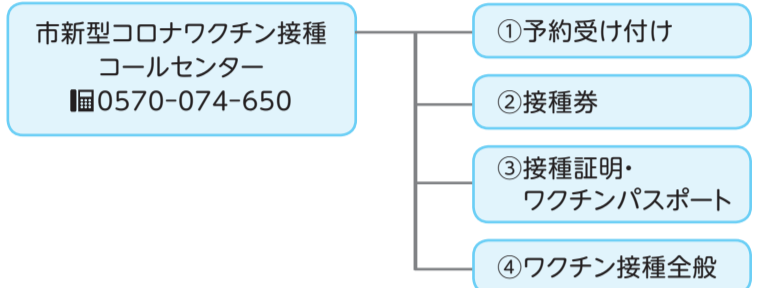 市新型コロナワクチン接種
コールセンター
0570-074-650
①予約受け付け
②接種券
③接種証明・
ワクチンパスポート
④ワクチン接種全般